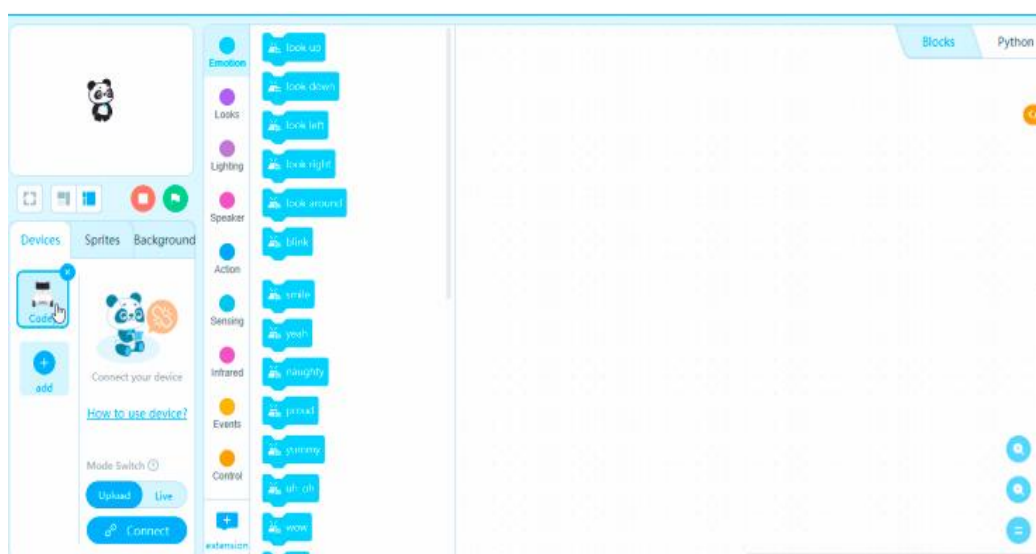 Blocks
Python
Emotion
Looks
Lighting
Speaker
Action
Sensing
Infrared
Events
Control
extension
look up
look down
look left
look right
look around
blink
smile
yeah
naughty
proud
yummy
uh-oh
wow
Devices
Sprites
Background
Code
add
Connect your device
How to use device?
Mode Switch
Upload
Live
Connect